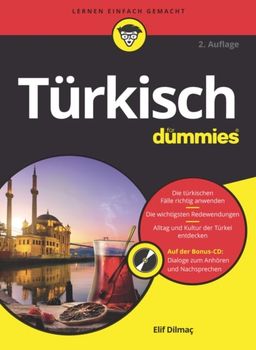 LERNEN EINFACH GEMACHT
2. Auflage
Türkisch
für
dummies®
Die türkischen
Fälle richtig anwenden
Die wichtigsten Redewendungen
Alltag und Kultur der Türkei
entdecken
Auf der Bonus-CD:
Dialoge zum Anhören
und Nachsprechen
Elif Dilmaç